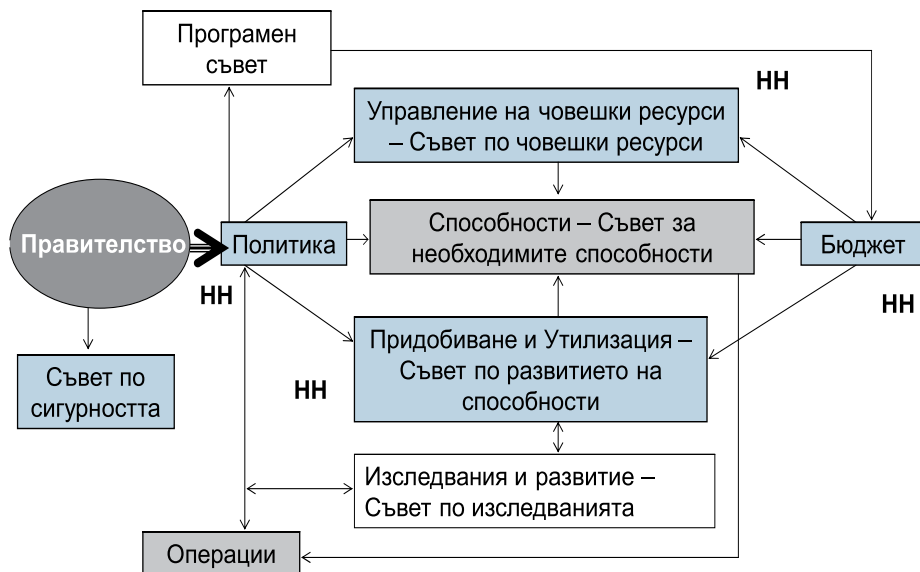 Програмен
съвет
НН
Управление на човешки ресурси
– Съвет по човешки ресурси
Правителство
Политика
Способности – Съвет за
необходимите способности
Бюджет
НН
НН
Придобиване и Утилизация –
Съвет по развитието на
способности
Съвет по
сигурността
НН
Изследвания и развитие –
Съвет по изследванията
Операции